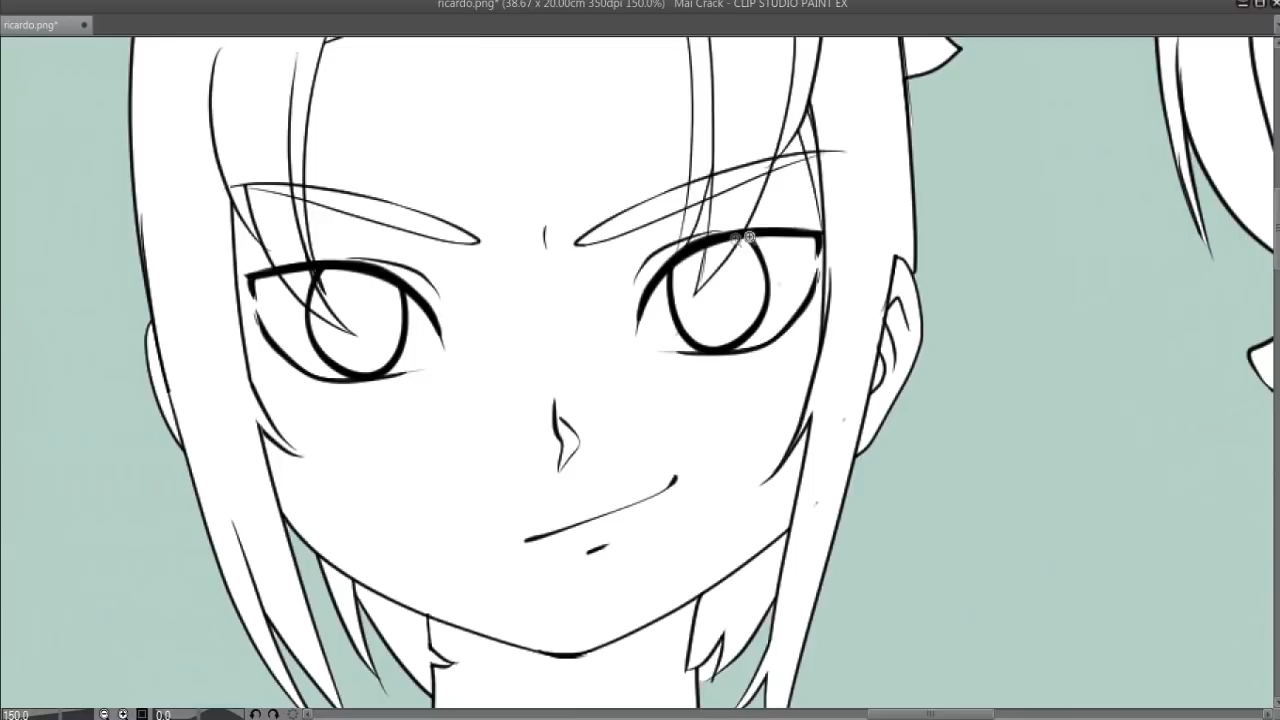 ricardo.png* (38.67 x 20.00cm 350dpi 150.0%)   Mai Crack - CLIP STUDIO PAINT EX
ricardo.png*
150.0 0.0